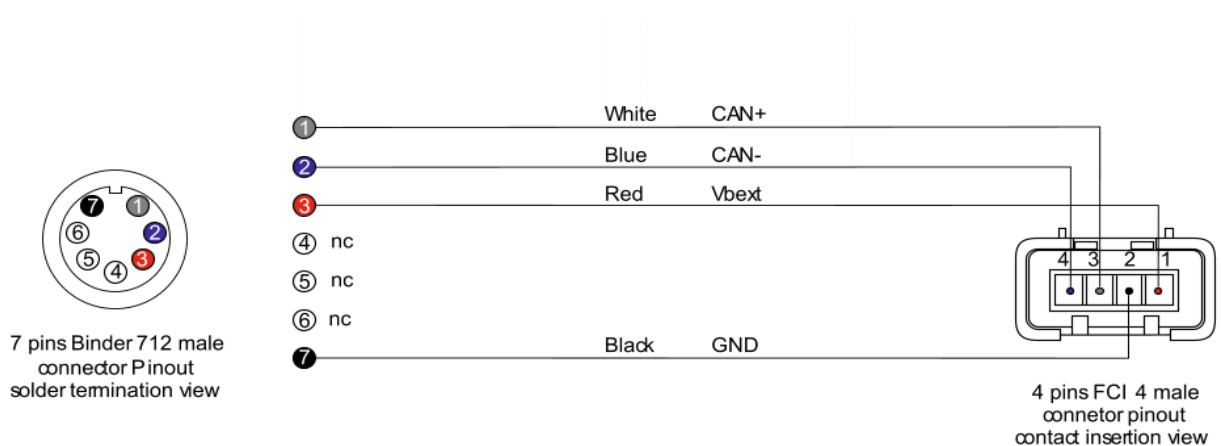 White CAN+
1
Blue CAN-
2
Red Vbext
3
7 1
6 2
5 4 3
4 nc
5 nc
6 nc
4 3 2 1
7 pins Binder 712 male
connector Pinout
solder termination view
Black GND
7
4 pins FCI 4 male
connetor pinout
contact insertion view